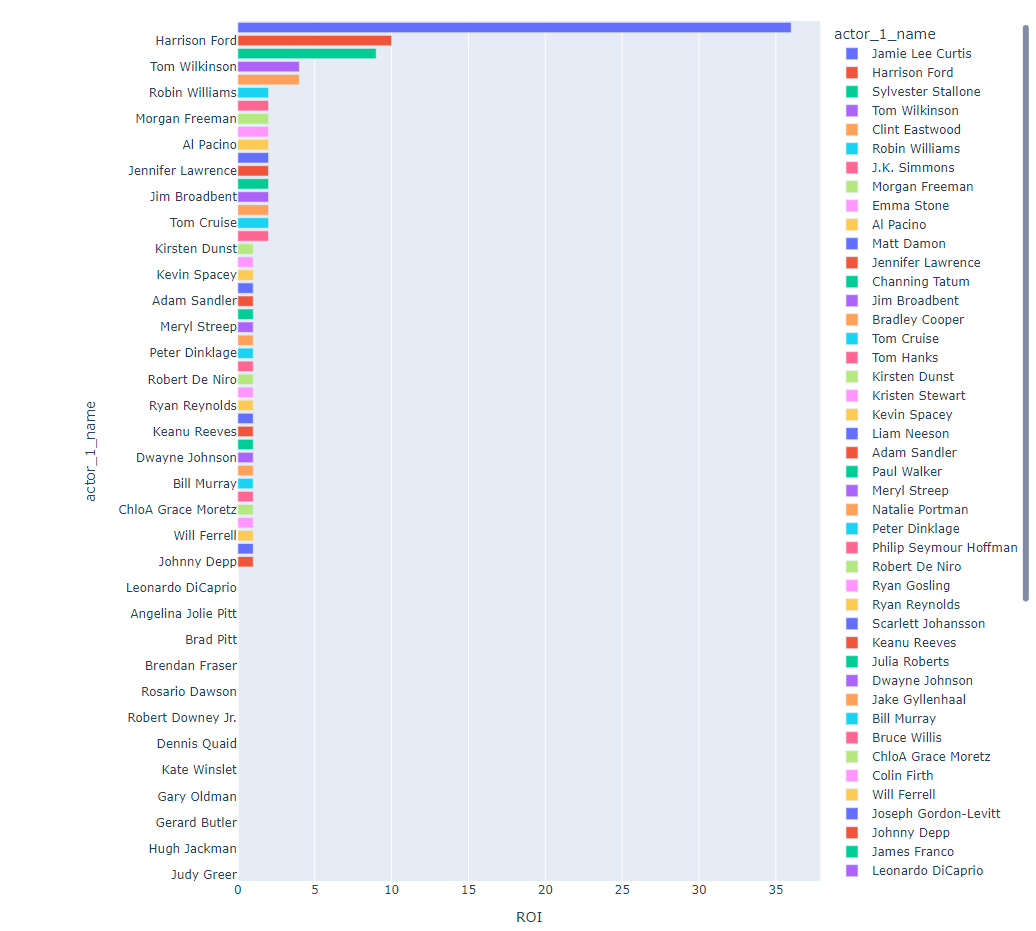 Harrison Ford
Tom Wilkinson
Robin Williams
Morgan Freeman
Al Pacino
Jennifer Lawrence
Jim Broadbent
Tom Cruise
Kirsten Dunst
Kevin Spacey
Adam Sandler
Meryl Streep
Peter Dinklage
Robert De Niro
Ryan Reynolds
Keanu Reeves
Dwayne Johnson
Bill Murray
ChloA Grace Moretz
Will Ferrell
Johnny Depp
Leonardo DiCaprio
Angelina Jolie Pitt
Brad Pitt
Brendan Fraser
Rosario Dawson
Robert Downey Jr.
Dennis Quaid
Kate Winslet
Gary Oldman
Gerard Butler
Hugh Jackman
Judy Greer
actor_1_name
0 5 10 15 20 25 30 35
ROI
actor_1_name
Jamie Lee Curtis
Harrison Ford
Sylvester Stallone
Tom Wilkinson
Clint Eastwood
Robin Williams
J.K. Simmons
Morgan Freeman
Emma Stone
Al Pacino
Matt Damon
Jennifer Lawrence
Channing Tatum
Jim Broadbent
Bradley Cooper
Tom Cruise
Tom Hanks
Kirsten Dunst
Kristen Stewart
Kevin Spacey
Liam Neeson
Adam Sandler
Paul Walker
Meryl Streep
Natalie Portman
Peter Dinklage
Philip Seymour Hoffman
Robert De Niro
Ryan Gosling
Ryan Reynolds
Scarlett Johansson
Keanu Reeves
Julia Roberts
Dwayne Johnson
Jake Gyllenhaal
Bill Murray
Bruce Willis
ChloA Grace Moretz
Colin Firth
Will Ferrell
Joseph Gordon-Levitt
Johnny Depp
James Franco
Leonardo DiCaprio